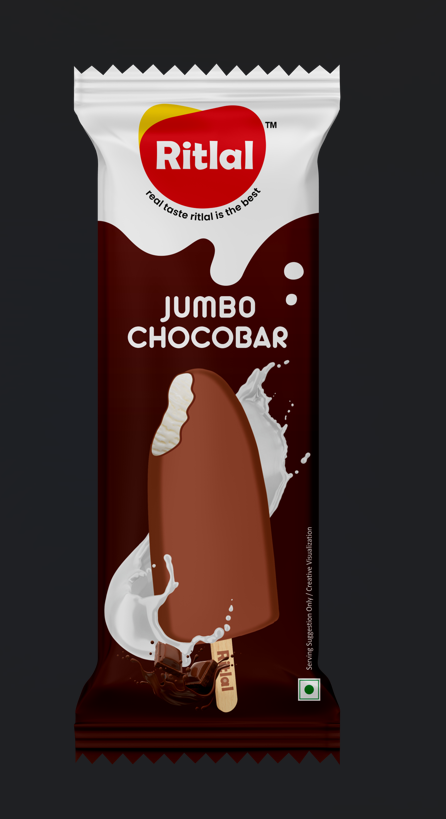 Ritlal
TM
real taste ritlal is the best
JUMBO
CHOCOBAR
Serving Suggestion Only / Creative Visualization
Ritlal